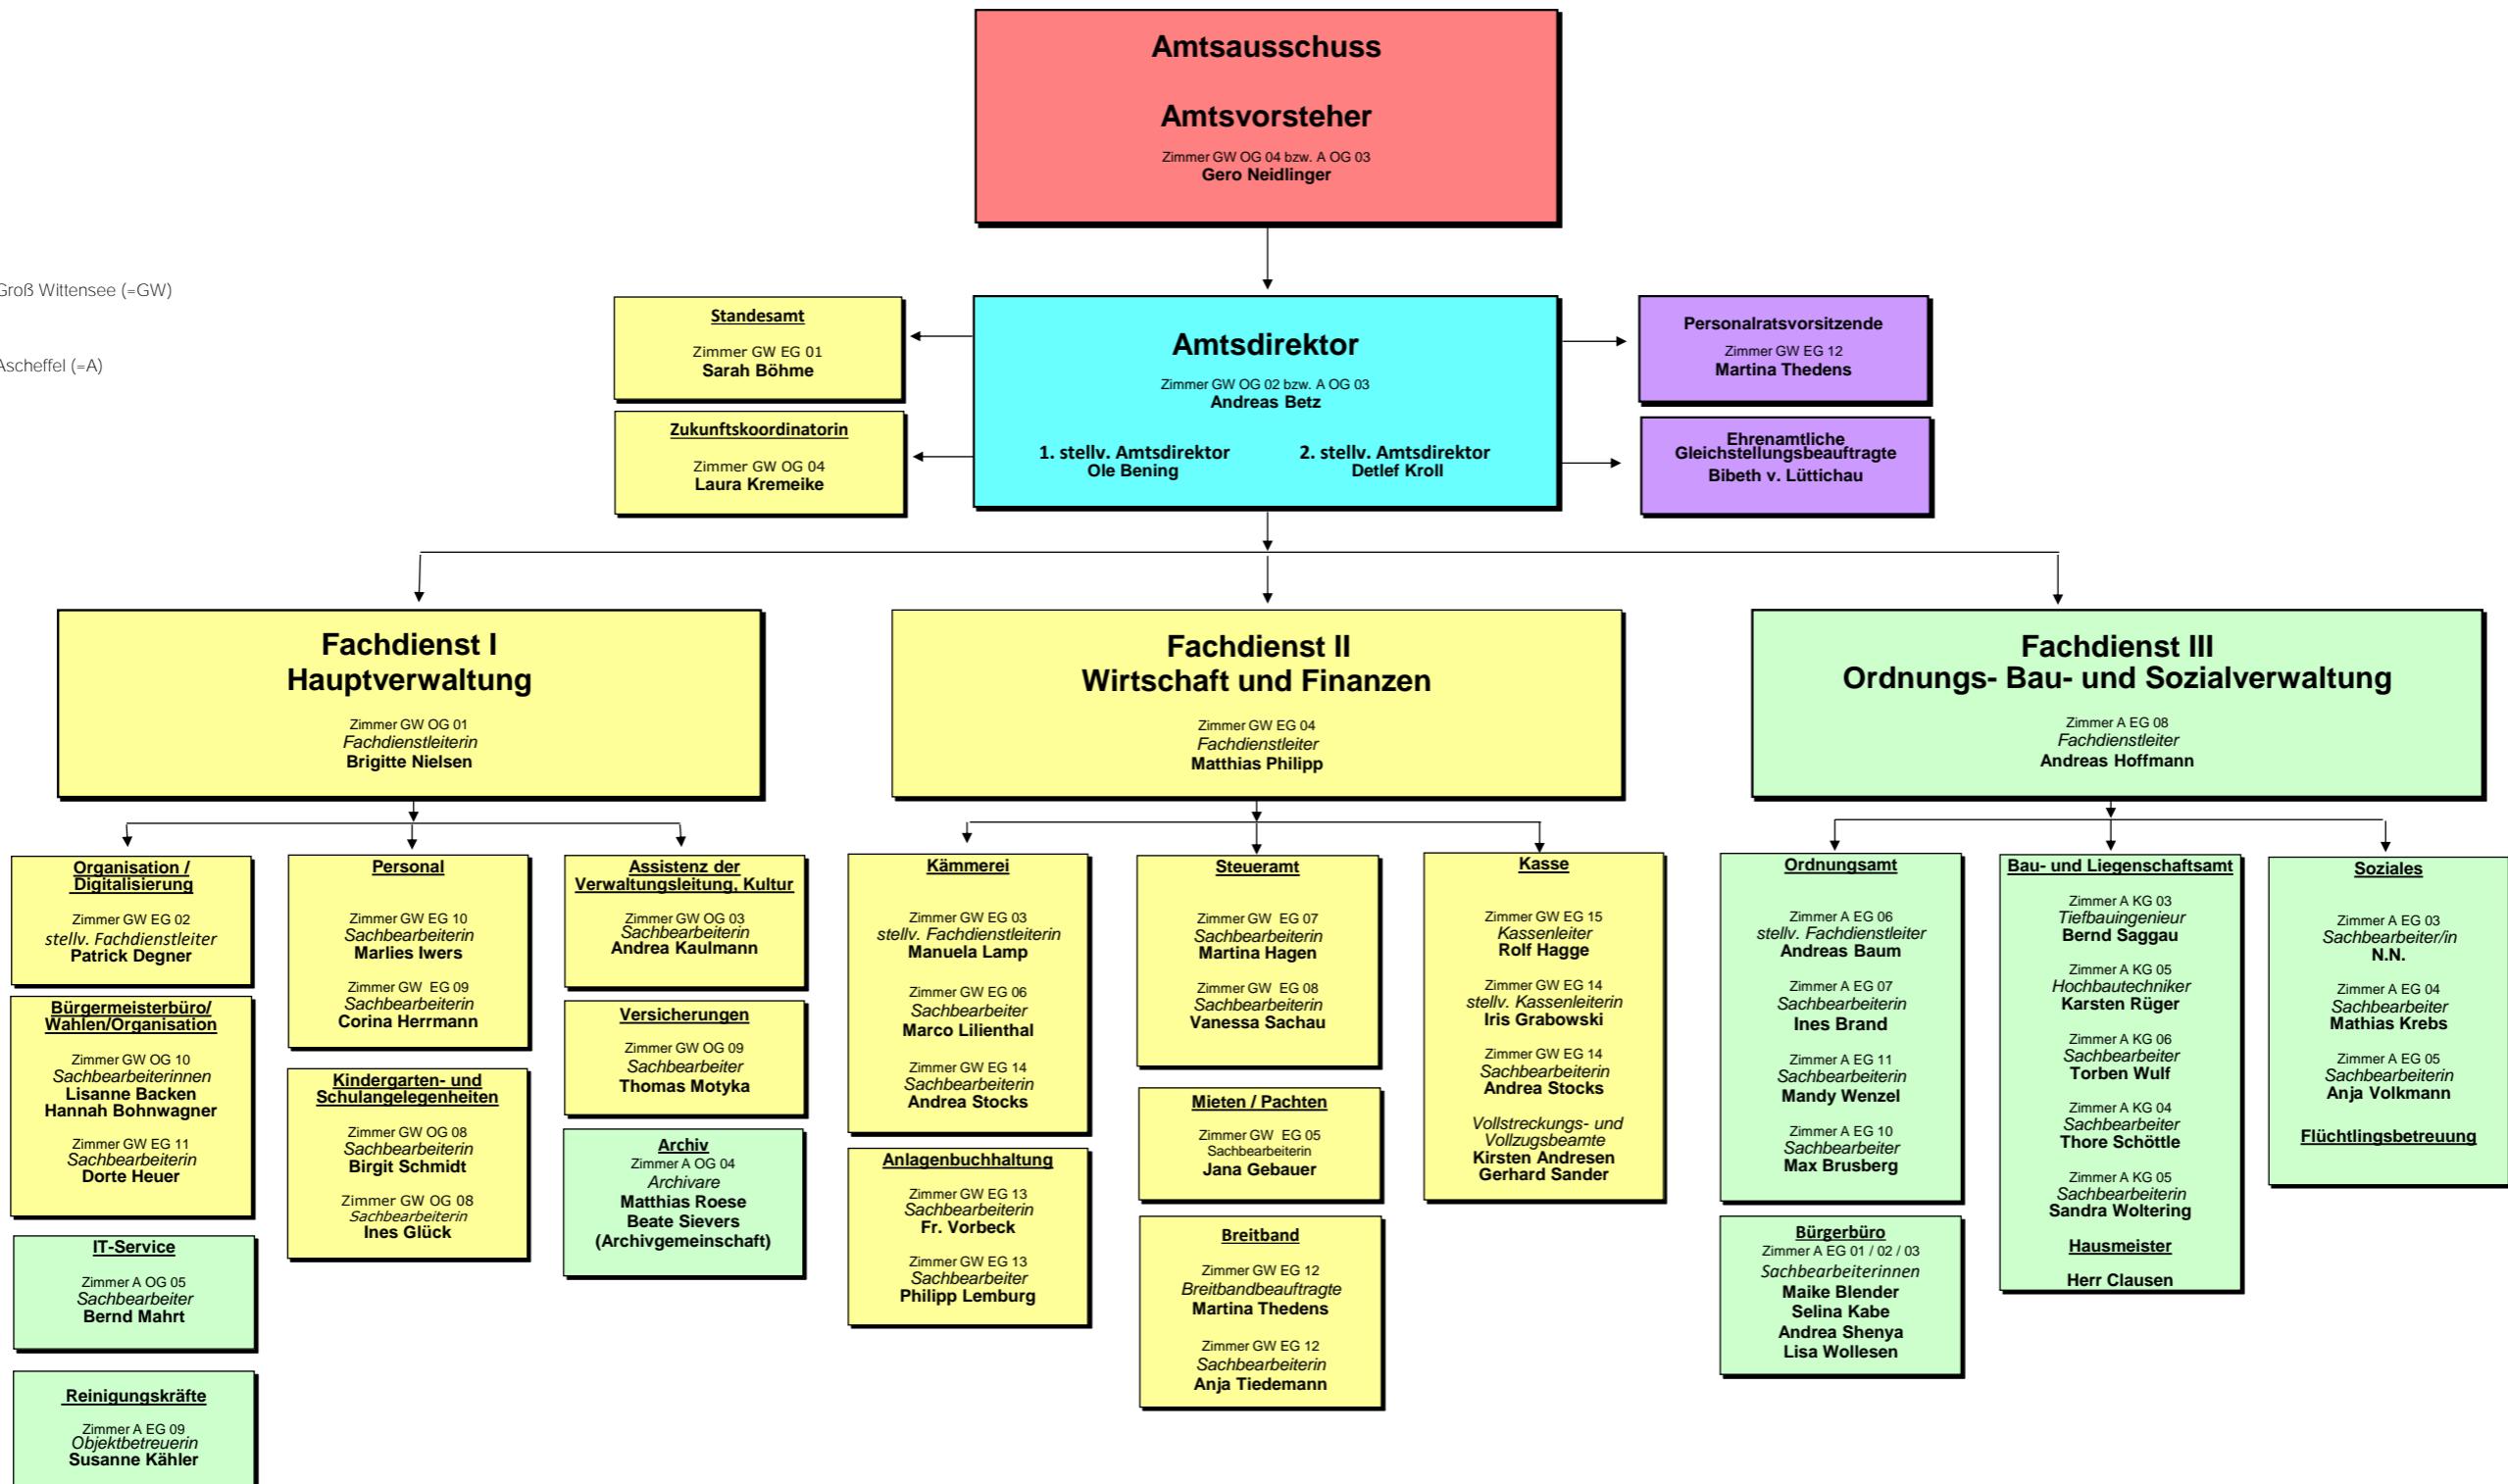 Amtsausschuss
Amtsvorsteher
Zimmer GW OG 04 bzw. A OG 03
Gero Neidlinger
Groß Wittensee (=GW)
Ascheffel (=A)
Standesamt
Zimmer GW EG 01
Sarah Böhme
Zukunftskoordinatorin
Zimmer GW OG 04
Laura Kremeike
Amtsdirektor
Zimmer GW OG 02 bzw. A OG 03
Andreas Betz
1. stellv. Amtsdirektor
Ole Bening
2. stellv. Amtsdirektor
Detlef Kroll
Personalratsvorsitzende
Zimmer GW EG 12
Martina Thedens
Ehrenamtliche
Gleichstellungsbeauftragte
Bibeth v. Lüttichau
Fachdienst I
Hauptverwaltung
Zimmer GW OG 01
Fachdienstleiterin
Brigitte Nielsen
Fachdienst II
Wirtschaft und Finanzen
Zimmer GW EG 04
Fachdienstleiter
Matthias Philipp
Fachdienst III
Ordnungs- Bau- und Sozialverwaltung
Zimmer A EG 08
Fachdienstleiter
Andreas Hoffmann
Organisation /
Digitalisierung
Zimmer GW EG 02
stellv. Fachdienstleiter
Patrick Degner
Bürgermeisterbüro/
Wahlen/Organisation
Zimmer GW OG 10
Sachbearbeiterinnen
Lisanne Backen
Hannah Bohnwagner
Zimmer GW EG 11
Sachbearbeiterin
Dorte Heuer
IT-Service
Zimmer A OG 05
Sachbearbeiter
Bernd Mahrt
Reinigungskräfte
Zimmer A EG 09
Objektbetreuerin
Susanne Kähler
Personal
Zimmer GW EG 10
Sachbearbeiterin
Marlies Iwers
Zimmer GW EG 09
Sachbearbeiterin
Corina Herrmann
Kindergarten- und
Schulangelegenheiten
Zimmer GW OG 08
Sachbearbeiterin
Birgit Schmidt
Zimmer GW OG 08
Sachbearbeiterin
Ines Glück
Assistenz der
Verwaltungsleitung, Kultur
Zimmer GW OG 03
Sachbearbeiterin
Andrea Kaulmann
Versicherungen
Zimmer GW OG 09
Sachbearbeiter
Thomas Motyka
Archiv
Zimmer A OG 04
Archivare
Matthias Roese
Beate Sievers
(Archivgemeinschaft)
Kämmerei
Zimmer GW EG 03
stellv. Fachdienstleiterin
Manuela Lamp
Zimmer GW EG 06
Sachbearbeiter
Marco Lilienthal
Zimmer GW EG 14
Sachbearbeiterin
Andrea Stocks
Anlagenbuchhaltung
Zimmer GW EG 13
Sachbearbeiterin
Fr. Vorbeck
Zimmer GW EG 13
Sachbearbeiter
Philipp Lemburg
Steueramt
Zimmer GW EG 07
Sachbearbeiterin
Martina Hagen
Zimmer GW EG 08
Sachbearbeiterin
Vanessa Sachau
Mieten / Pachten
Zimmer GW EG 05
Sachbearbeiterin
Jana Gebauer
Breitband
Zimmer GW EG 12
Breitbandbeauftragte
Martina Thedens
Zimmer GW EG 12
Sachbearbeiterin
Anja Tiedemann
Kasse
Zimmer GW EG 15
Kassenleiter
Rolf Hagge
Zimmer GW EG 14
stellv. Kassenleiterin
Iris Grabowski
Zimmer GW EG 14
Sachbearbeiterin
Andrea Stocks
Vollstreckungs- und
Vollzugsbeamte
Kirsten Andresen
Gerhard Sander
Ordnungsamt
Zimmer A EG 06
stellv. Fachdienstleiter
Andreas Baum
Zimmer A EG 07
Sachbearbeiterin
Ines Brand
Zimmer A EG 11
Sachbearbeiterin
Mandy Wenzel
Zimmer A EG 10
Sachbearbeiter
Max Brusberg
Bürgerbüro
Zimmer A EG 01 / 02 / 03
Sachbearbeiterinnen
Maike Blender
Selina Kabe
Andrea Shenya
Lisa Wollesen
Bau- und Liegenschaftsamt
Zimmer A KG 03
Tiefbauingenieur
Bernd Saggau
Zimmer A KG 05
Hochbautechniker
Karsten Rüger
Zimmer A KG 06
Sachbearbeiter
Torben Wulf
Zimmer A KG 04
Sachbearbeiter
Thore Schöttle
Zimmer A KG 05
Sachbearbeiterin
Sandra Woltering
Hausmeister
Herr Clausen
Soziales
Zimmer A EG 03
Sachbearbeiter/in
N.N.
Zimmer A EG 04
Sachbearbeiter
Mathias Krebs
Zimmer A EG 05
Sachbearbeiterin
Anja Volkmann
Flüchtlingsbetreuung